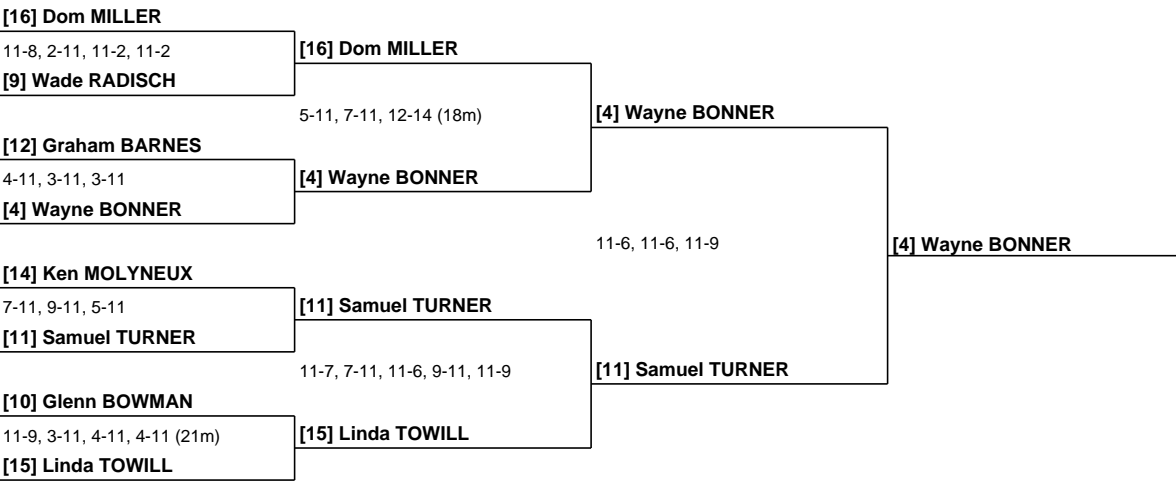 [16] Dom MILLER
11-8, 2-11, 11-2, 11-2
[9] Wade RADISCH
[12] Graham BARNES
4-11, 3-11, 3-11
[4] Wayne BONNER
[14] Ken MOLYNEUX
7-11, 9-11, 5-11
[11] Samuel TURNER
[10] Glenn BOWMAN
11-9, 3-11, 4-11, 4-11 (21m)
[15] Linda TOWILL
[16] Dom MILLER
5-11, 7-11, 12-14 (18m)
[4] Wayne BONNER
[11] Samuel TURNER
11-7, 7-11, 11-6, 9-11, 11-9
[15] Linda TOWILL
[4] Wayne BONNER
11-6, 11-6, 11-9
[11] Samuel TURNER
[4] Wayne BONNER